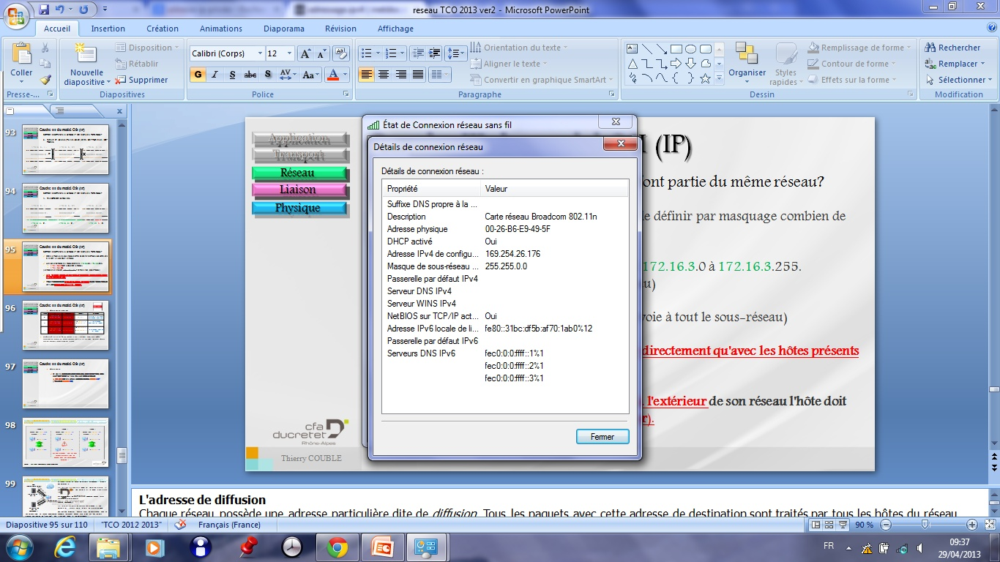 reseau TCO 2013 ver2 - Microsoft PowerPoint
Accueil Insertion Création Animations Diaporama Révision Affichage
Coller
Nouvelle diapositive
Disposition
Rétablir
Supprimer
Calibri (Corps) 12
G I S abc S AV Aa A
Orientation du texte
Aligner le texte
Convertir en graphique SmartArt
Organiser
Styles rapides
Remplissage de forme
Contour de forme
Effets sur la forme
Rechercher
Remplacer
Sélectionner
Presse-... Diapositives Police Paragraphe Dessin Modification
93
94
95
96
97
98
99
Application
Transport
Réseau
Liaison
Physique
I (IP)
ont partie du même réseau?
le définir par masquage combien de
172.16.3.0 à 172.16.3.255.
u)
voie à tout le sous-réseau)
directement qu'avec les hôtes présents
l'extérieur de son réseau l'hôte doit
r).
cfa
ducretet
Rhône-Alpes
Thierry COUBLE
État de Connexion réseau sans fil
Détails de connexion réseau
Détails de connexion réseau :
Propriété Valeur
Suffixe DNS propre à la ...
Description Carte réseau Broadcom 802.11n
Adresse physique 00-26-B6-E9-49-5F
DHCP activé Oui
Adresse IPv4 de configu... 169.254.26.176
Masque de sous-réseau ... 255.255.0.0
Passerelle par défaut IPv4
Serveur DNS IPv4
Serveur WINS IPv4
NetBIOS sur TCP/IP act... Oui
Adresse IPv6 locale de li... fe80::31bc:df5b:af70:1ab0%12
Passerelle par défaut IPv6
Serveurs DNS IPv6 fec0:0:0:ffff::1%1
fec0:0:0:ffff::2%1
fec0:0:0:ffff::3%1
Fermer
L'adresse de diffusion
Chaque réseau possède une adresse particulière dite de diffusion. Tous les paquets avec cette adresse de destination sont traités par tous les hôtes du réseau
Diapositive 95 sur 110 "TCO 2012 2013" Français (France) 90 %
FR 09:37
29/04/2013